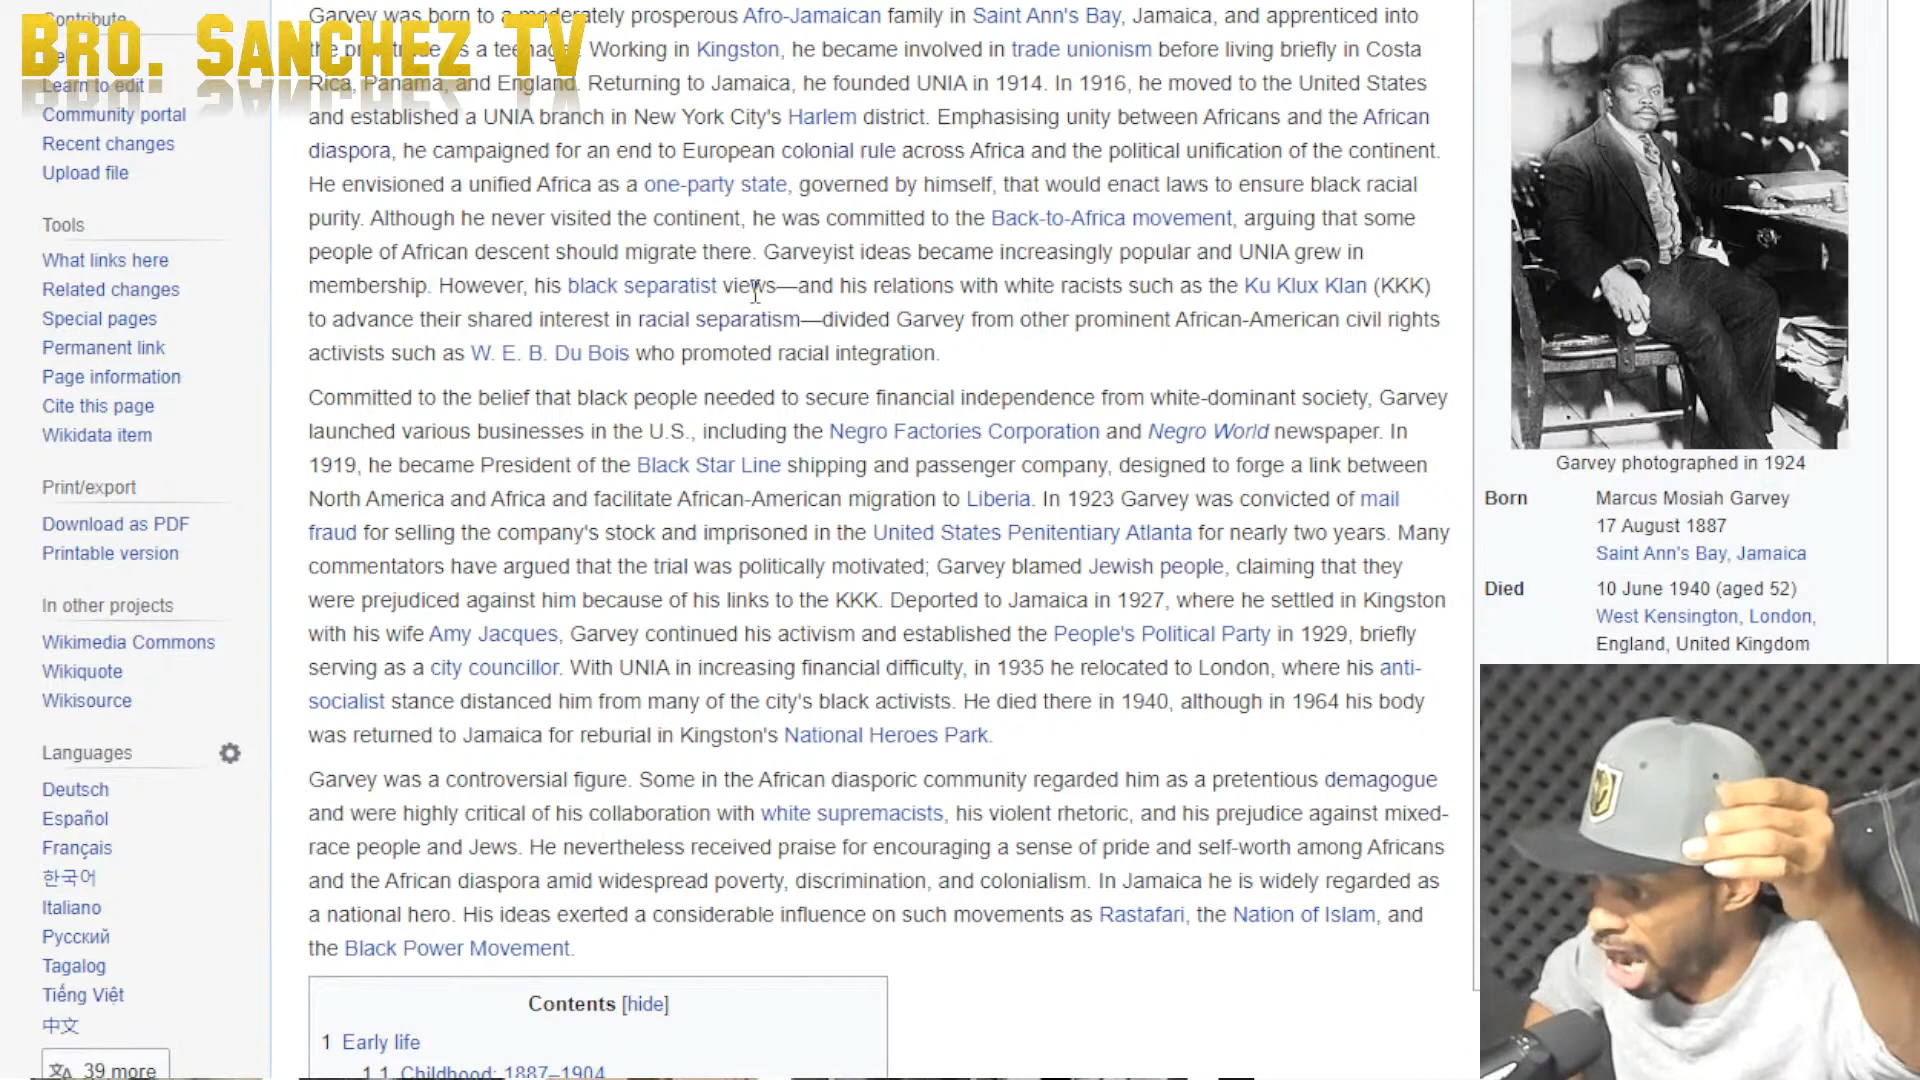 Contribute
BRO. SANCHEZ TV
Learn to edit
Community portal
Recent changes
Upload file
Tools
What links here
Related changes
Special pages
Permanent link
Page information
Cite this page
Wikidata item
Print/export
Download as PDF
Printable version
In other projects
Wikimedia Commons
Wikiquote
Wikisource
Languages
Deutsch
Español
Français
한국어
Italiano
Русский
Tagalog
Tiếng Việt
中文
39 more
Garvey was born to a moderately prosperous Afro-Jamaican family in Saint Ann's Bay, Jamaica, and apprenticed into
the print trade as a teenager. Working in Kingston, he became involved in trade unionism before living briefly in Costa
Rica, Panama, and England. Returning to Jamaica, he founded UNIA in 1914. In 1916, he moved to the United States
and established a UNIA branch in New York City's Harlem district. Emphasising unity between Africans and the African
diaspora, he campaigned for an end to European colonial rule across Africa and the political unification of the continent.
He envisioned a unified Africa as a one-party state, governed by himself, that would enact laws to ensure black racial
purity. Although he never visited the continent, he was committed to the Back-to-Africa movement, arguing that some
people of African descent should migrate there. Garveyist ideas became increasingly popular and UNIA grew in
membership. However, his black separatist views—and his relations with white racists such as the Ku Klux Klan (KKK)
to advance their shared interest in racial separatism—divided Garvey from other prominent African-American civil rights
activists such as W. E. B. Du Bois who promoted racial integration.
Committed to the belief that black people needed to secure financial independence from white-dominant society, Garvey
launched various businesses in the U.S., including the Negro Factories Corporation and Negro World newspaper. In
1919, he became President of the Black Star Line shipping and passenger company, designed to forge a link between
North America and Africa and facilitate African-American migration to Liberia. In 1923 Garvey was convicted of mail
fraud for selling the company's stock and imprisoned in the United States Penitentiary Atlanta for nearly two years. Many
commentators have argued that the trial was politically motivated; Garvey blamed Jewish people, claiming that they
were prejudiced against him because of his links to the KKK. Deported to Jamaica in 1927, where he settled in Kingston
with his wife Amy Jacques, Garvey continued his activism and established the People's Political Party in 1929, briefly
serving as a city councillor. With UNIA in increasing financial difficulty, in 1935 he relocated to London, where his anti-
socialist stance distanced him from many of the city's black activists. He died there in 1940, although in 1964 his body
was returned to Jamaica for reburial in Kingston's National Heroes Park.
Garvey was a controversial figure. Some in the African diasporic community regarded him as a pretentious demagogue
and were highly critical of his collaboration with white supremacists, his violent rhetoric, and his prejudice against mixed-
race people and Jews. He nevertheless received praise for encouraging a sense of pride and self-worth among Africans
and the African diaspora amid widespread poverty, discrimination, and colonialism. In Jamaica he is widely regarded as
a national hero. His ideas exerted a considerable influence on such movements as Rastafari, the Nation of Islam, and
the Black Power Movement.
Contents [hide]
1 Early life
1.1 Childhood: 1887–1904
Garvey photographed in 1924
Born Marcus Mosiah Garvey
17 August 1887
Saint Ann's Bay, Jamaica
Died 10 June 1940 (aged 52)
West Kensington, London,
England, United Kingdom